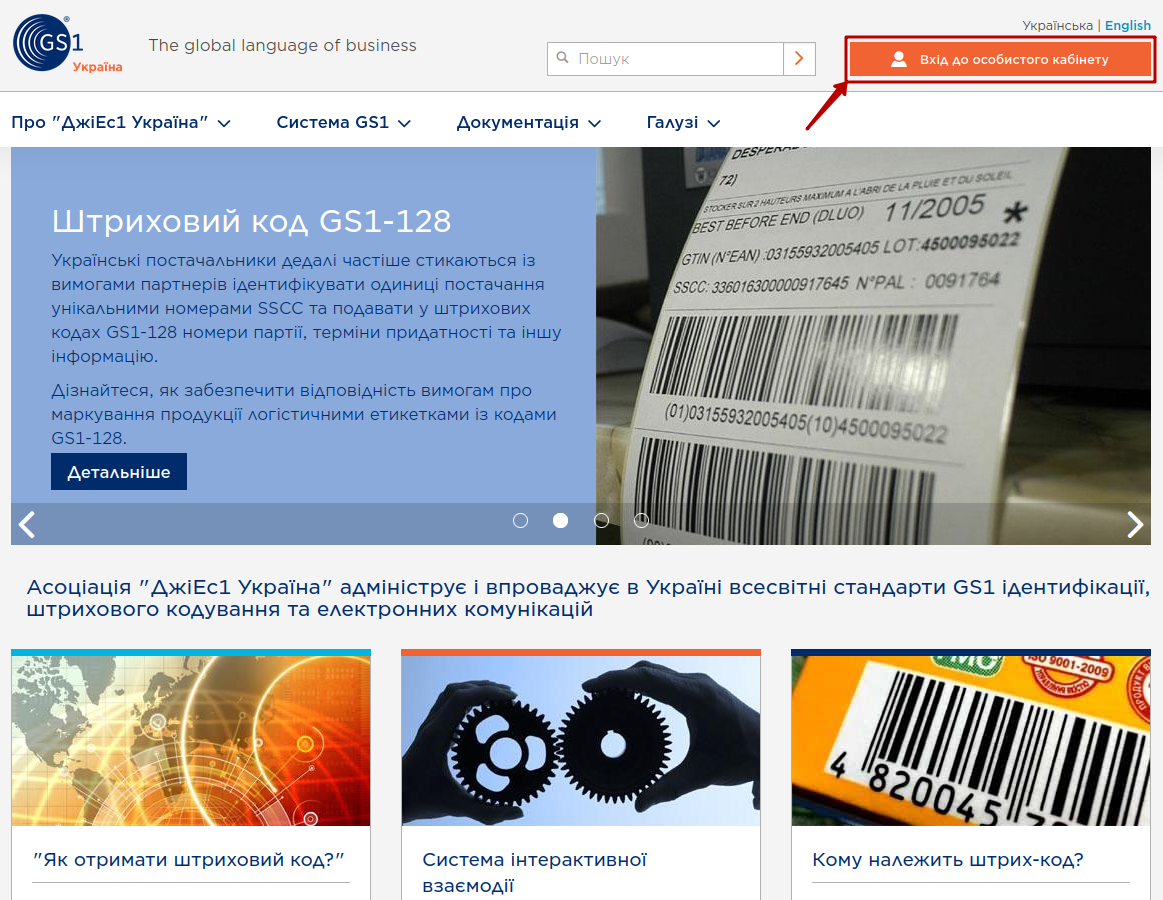 Українська | English
GS1
®
Україна
The global language of business
Пошук
Вхід до особистого кабінету
Про "ДжіЕс1 Україна"
Система GS1
Документація
Галузі
Штриховий код GS1-128
Українські постачальники дедалі частіше стикаються із
вимогами партнерів ідентифікувати одиниці постачання
унікальними номерами SSCC та подавати у штрихових
кодах GS1-128 номери партії, терміни придатності та іншу
інформацію.
Дізнайтеся, як забезпечити відповідність вимогам про
маркування продукції логістичними етикетками із кодами
GS1-128.
Детальніше
72)
STOCKER SUR 2 HAUTEURS MAXIMUM A L'ABRI DE LA PLUIE ET DU SOLEIL
BEST BEFORE END (DLUO) 11/2005 *
GTIN (N°EAN) :03155932005405 LOT:4500095022
SSCC: 336016300000917645 N°PAL : 0091764
(01)03155932005405(10)4500095022
Асоціація "ДжіЕс1 Україна" адмініструє і впроваджує в Україні всесвітні стандарти GS1 ідентифікації,
штрихового кодування та електронних комунікацій
ISO 9001-2009
4 820045
"Як отримати штриховий код?"
Система інтерактивної
взаємодії
Кому належить штрих-код?